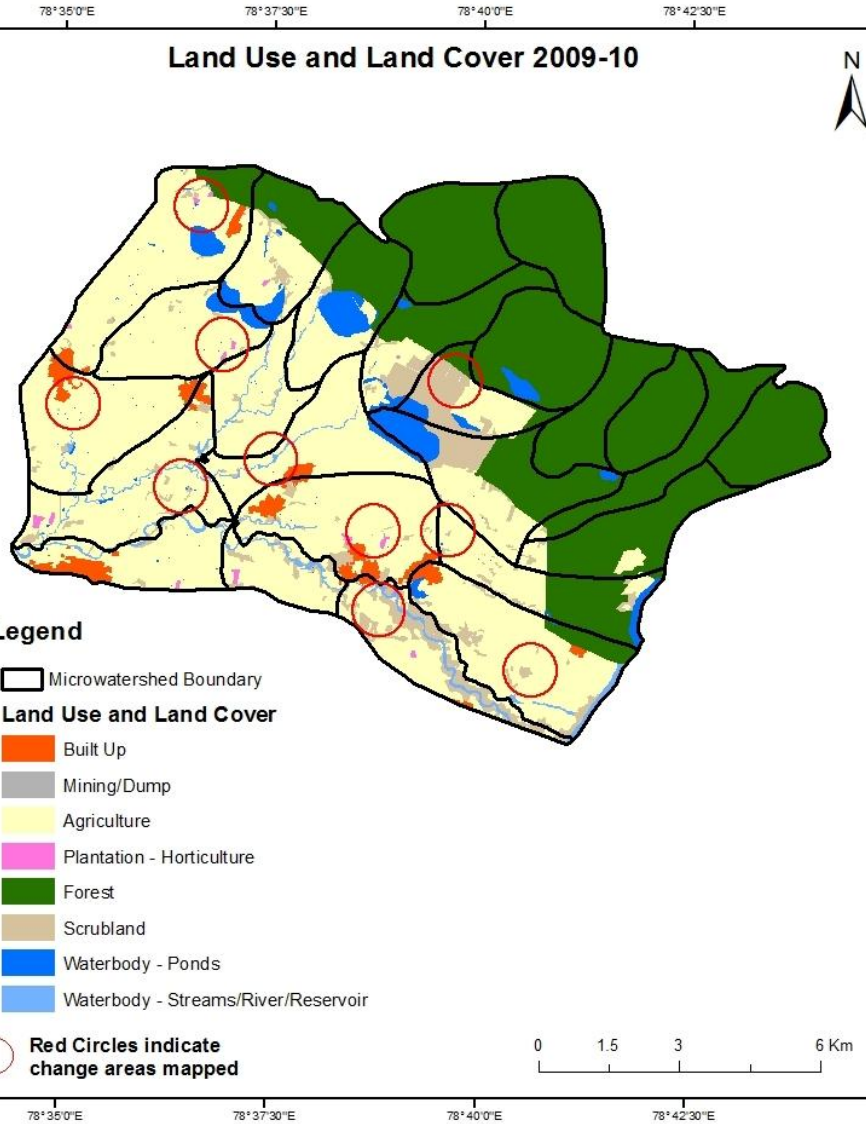 78°35'0"E 78°37'30"E 78°40'0"E 78°42'30"E
Land Use and Land Cover 2009-10
N
Legend
Microwatershed Boundary
Land Use and Land Cover
Built Up
Mining/Dump
Agriculture
Plantation - Horticulture
Forest
Scrubland
Waterbody - Ponds
Waterbody - Streams/River/Reservoir
Red Circles indicate
change areas mapped
0 1.5 3 6 Km
78°35'0"E 78°37'30"E 78°40'0"E 78°42'30"E